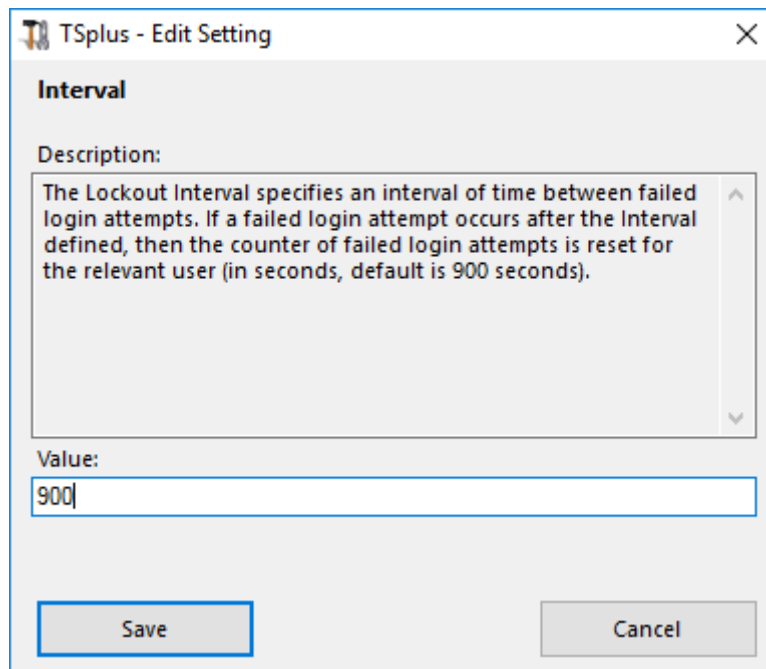 TSplus - Edit Setting
Interval
Description:
The Lockout Interval specifies an interval of time between failed
login attempts. If a failed login attempt occurs after the Interval
defined, then the counter of failed login attempts is reset for
the relevant user (in seconds, default is 900 seconds).
Value:
900
Save Cancel